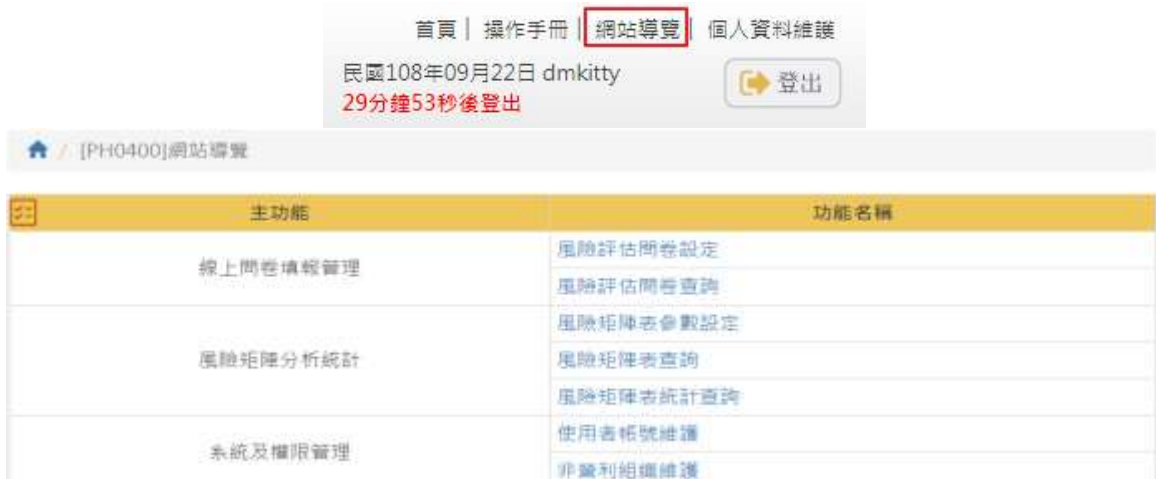 首頁│ 操作手冊│ 網站導覽│ 個人資料維護
民國108年09月22日 dmkitty
登出
29分鐘53秒後登出
/ [PH0400]網站導覽
主功能 功能名稱
線上問卷填報管理
風險評估問卷設定
風險評估問卷查詢
風險矩陣分析統計
風險矩陣表參數設定
風險矩陣表查詢
風險矩陣表統計查詢
系統及權限管理
使用者帳號維護
非營利組織維護